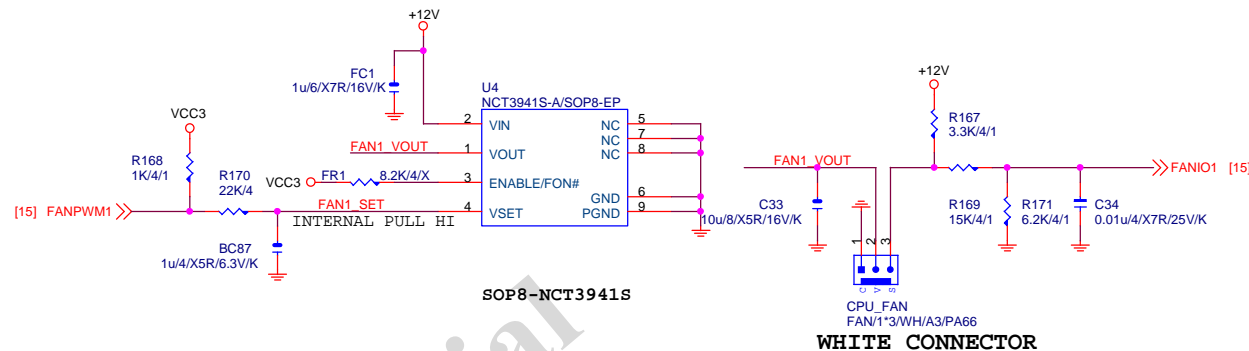 +12V
FC1
1u/6/X7R/16V/K
U4
NCT3941S-A/SOP8-EP
2 VIN
1 VOUT
3 ENABLE/FON#
4 VSET
NC 5
NC 7
NC 8
GND 6
PGND 9
FAN1_VOUT
VCC3 FR1 8.2K/4/X
VCC3
R168
1K/4/1
R170
22K/4
[15] FANPWM1
FAN1_SET
INTERNAL PULL HI
BC87
1u/4/X5R/6.3V/K
SOP8-NCT3941S
+12V
R167
3.3K/4/1
FAN1_VOUT
FANIO1 [15]
C33
10u/8/X5R/16V/K
R169
15K/4/1
R171
6.2K/4/1
C34
0.01u/4/X7R/25V/K
1 2 3
C V S
CPU_FAN
FAN/1*3/WH/A3/PA66
WHITE CONNECTOR
ial